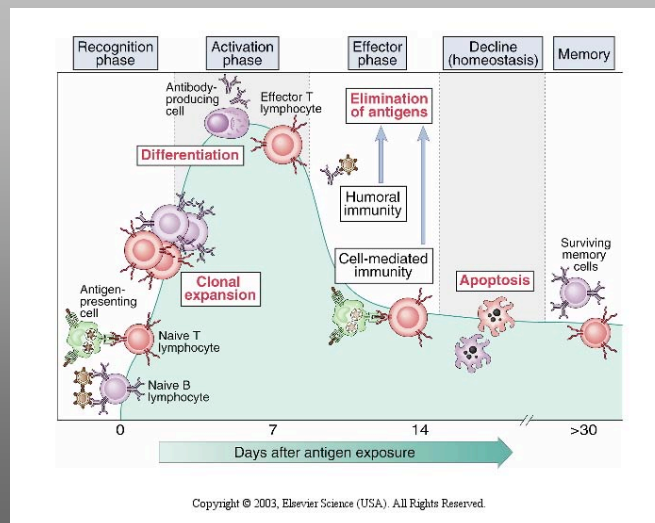 Recognition
phase
Activation
phase
Effector
phase
Decline
(homeostasis)
Memory
Antibody-
producing
cell
Effector T
lymphocyte
Elimination
of antigens
Differentiation
Humoral
immunity
Cell-mediated
immunity
Surviving
memory
cells
Clonal
expansion
Apoptosis
Antigen-
presenting
cell
Naive T
lymphocyte
Naive B
lymphocyte
0
7
14
>30
Days after antigen exposure
Copyright © 2003, Elsevier Science (USA). All Rights Reserved.